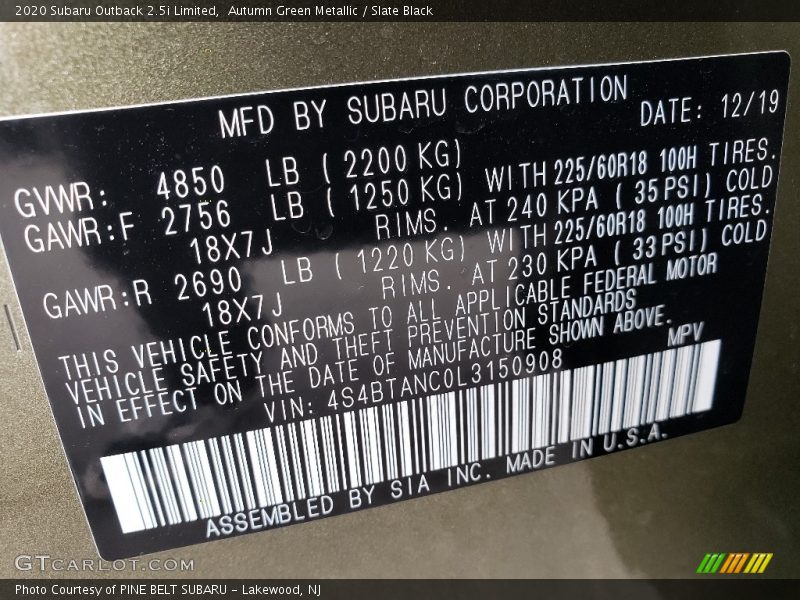 2020 Subaru Outback 2.5i Limited,  Autumn Green Metallic / Slate Black
MFD BY SUBARU CORPORATION
DATE: 12/19
GVWR: 4850 LB ( 2200 KG)
GAWR:F 2756 LB ( 1250 KG) WITH 225/60R18 100H TIRES.
18X7J RIMS. AT 240 KPA ( 35 PSI) COLD
GAWR:R 2690 LB ( 1220 KG) WITH 225/60R18 100H TIRES.
18X7J RIMS. AT 230 KPA ( 33 PSI) COLD
THIS VEHICLE CONFORMS TO ALL APPLICABLE FEDERAL MOTOR
VEHICLE SAFETY AND THEFT PREVENTION STANDARDS
IN EFFECT ON THE DATE OF MANUFACTURE SHOWN ABOVE.
VIN: 4S4BTANC0L3150908 MPV
ASSEMBLED BY SIA INC. MADE IN U.S.A.
GTCARLOT.COM
Photo Courtesy of PINE BELT SUBARU - Lakewood, NJ